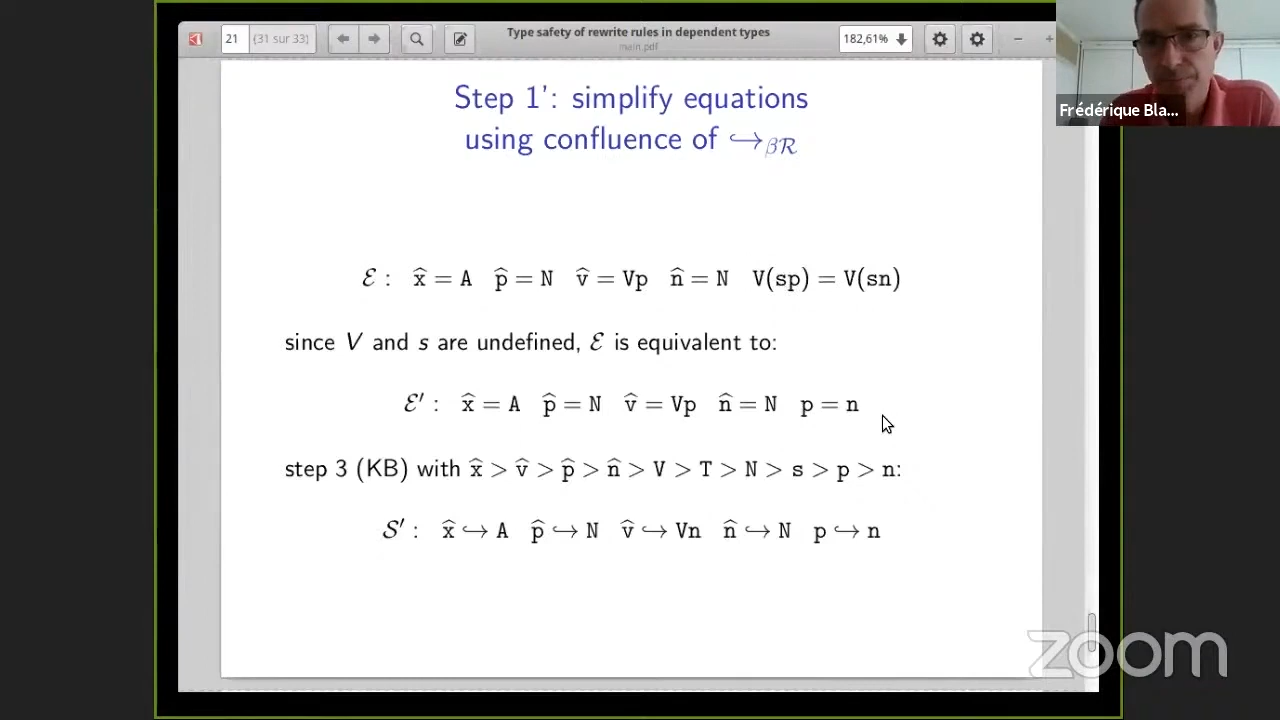 21 (31 sur 33)
Type safety of rewrite rules in dependent types
main.pdf
182,61%
Frédérique Bla...
Step 1': simplify equations
using confluence of ↪βℛ
ℰ : x̂ = A p̂ = N v̂ = Vp n̂ = N V(sp) = V(sn)
since V and s are undefined, ℰ is equivalent to:
ℰ′ : x̂ = A p̂ = N v̂ = Vp n̂ = N p = n
step 3 (KB) with x̂ > v̂ > p̂ > n̂ > V > T > N > s > p > n:
𝒮′ : x̂ ↪ A p̂ ↪ N v̂ ↪ Vn n̂ ↪ N p ↪ n
zoom